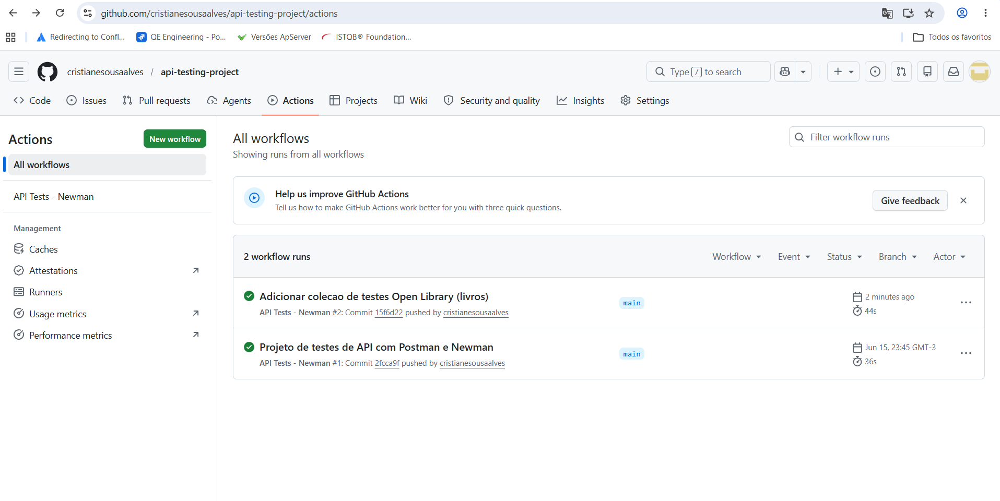 github.com/cristianesousaalves/api-testing-project/actions
Redirecting to Confl...
QE Engineering - Po...
Versões ApServer
ISTQB® Foundation...
Todos os favoritos
cristianesousaalves / api-testing-project
Type / to search
Code
Issues
Pull requests
Agents
Actions
Projects
Wiki
Security and quality
Insights
Settings
Actions
New workflow
All workflows
API Tests - Newman
Management
Caches
Attestations
Runners
Usage metrics
Performance metrics
All workflows
Showing runs from all workflows
Filter workflow runs
Help us improve GitHub Actions
Tell us how to make GitHub Actions work better for you with three quick questions.
Give feedback
2 workflow runs
Workflow
Event
Status
Branch
Actor
Adicionar colecao de testes Open Library (livros)
API Tests - Newman #2: Commit 15f6d22 pushed by cristianesousaalves
main
2 minutes ago
44s
Projeto de testes de API com Postman e Newman
API Tests - Newman #1: Commit 2fcca9f pushed by cristianesousaalves
main
Jun 15, 23:45 GMT-3
36s